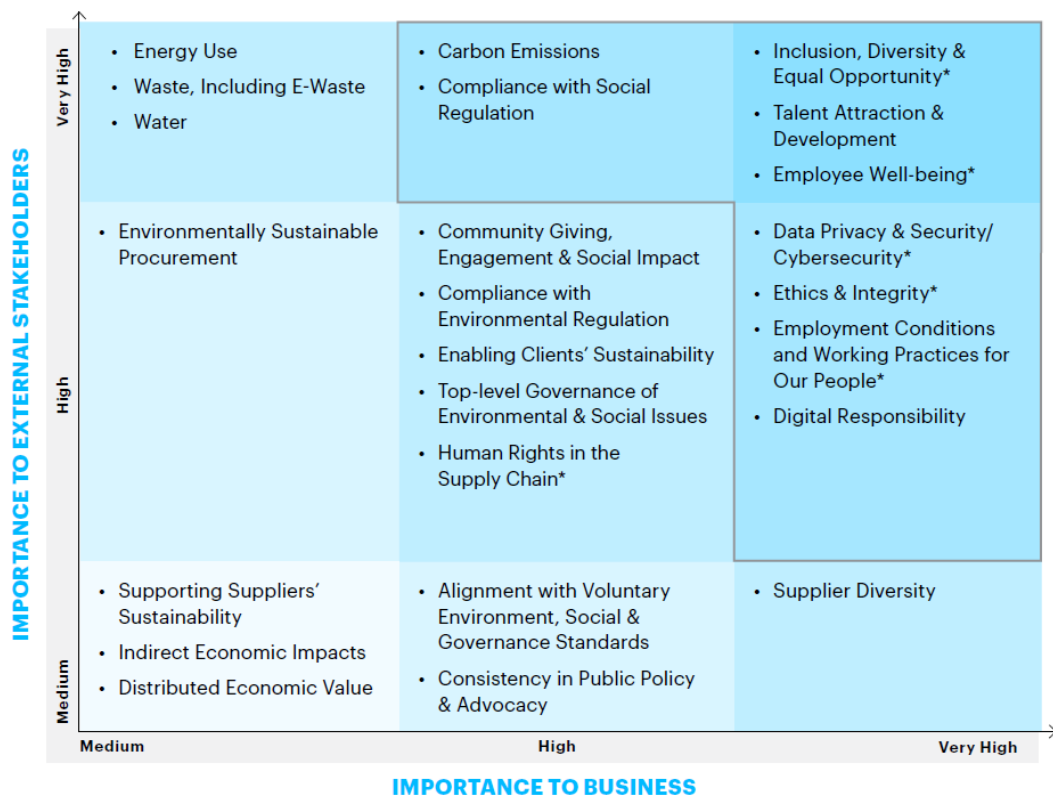 IMPORTANCE TO EXTERNAL STAKEHOLDERS
Very High
• Energy Use
• Waste, Including E-Waste
• Water
• Carbon Emissions
• Compliance with Social
Regulation
• Inclusion, Diversity &
Equal Opportunity*
• Talent Attraction &
Development
• Employee Well-being*
High
• Environmentally Sustainable
Procurement
• Community Giving,
Engagement & Social Impact
• Compliance with
Environmental Regulation
• Enabling Clients’ Sustainability
• Top-level Governance of
Environmental & Social Issues
• Human Rights in the
Supply Chain*
• Data Privacy & Security/
Cybersecurity*
• Ethics & Integrity*
• Employment Conditions
and Working Practices for
Our People*
• Digital Responsibility
Medium
• Supporting Suppliers’
Sustainability
• Indirect Economic Impacts
• Distributed Economic Value
• Alignment with Voluntary
Environment, Social &
Governance Standards
• Consistency in Public Policy
& Advocacy
• Supplier Diversity
Medium
High
Very High
IMPORTANCE TO BUSINESS